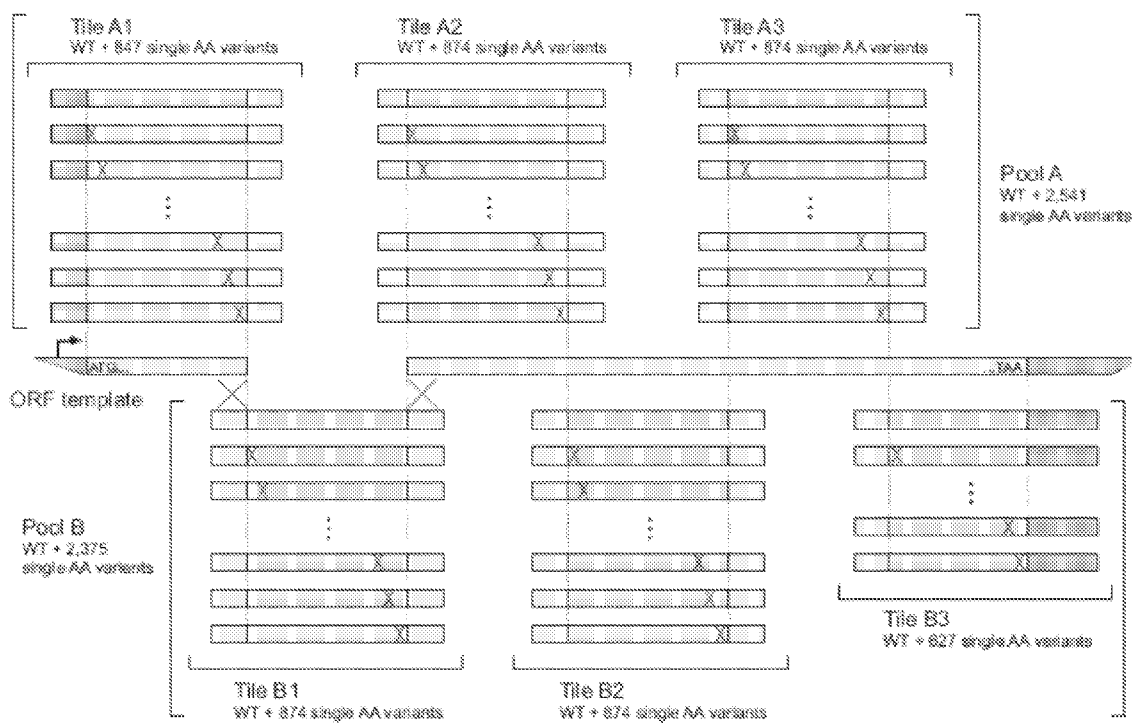 Tile A1
WT + 847 single AA variants
Tile A2
WT + 874 single AA variants
Tile A3
WT + 874 single AA variants
Pool A
WT + 2,541
single AA variants
ATG...
...TAA
ORF template
Pool B
WT + 2,375
single AA variants
Tile B1
WT + 874 single AA variants
Tile B2
WT + 874 single AA variants
Tile B3
WT + 627 single AA variants